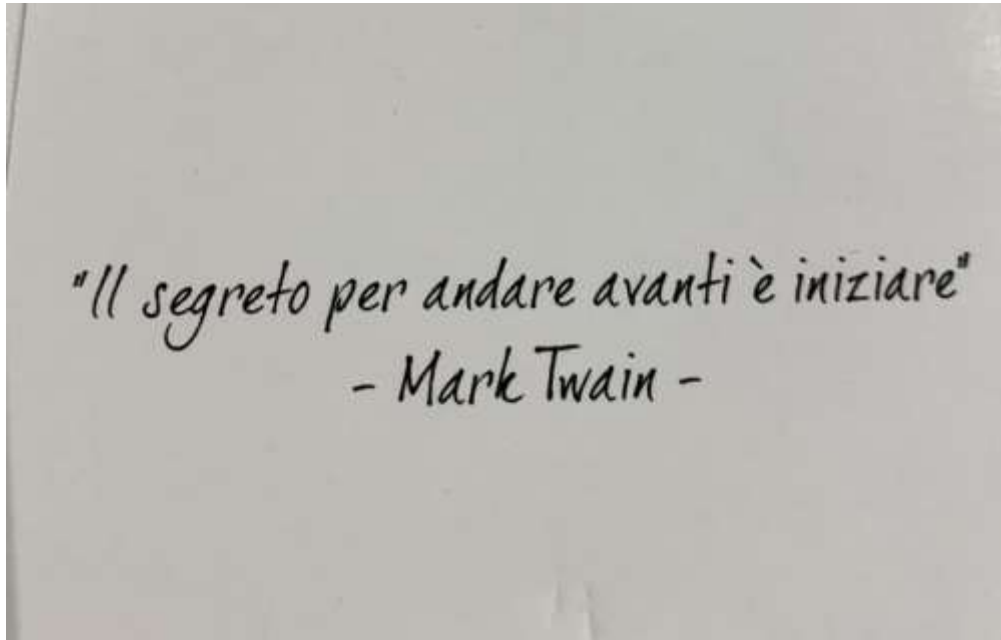 "Il segreto per andare avanti è iniziare"
- Mark Twain -